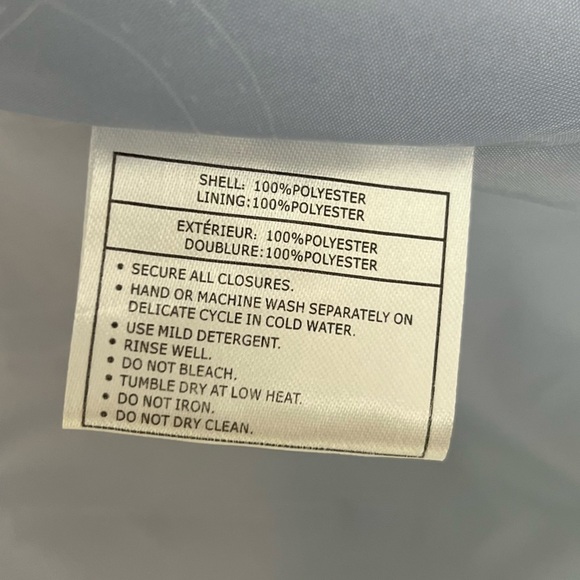 SHELL: 100%POLYESTER
LINING:100%POLYESTER
EXTÉRIEUR: 100%POLYESTER
DOUBLURE:100%POLYESTER
• SECURE ALL CLOSURES.
• HAND OR MACHINE WASH SEPARATELY ON
DELICATE CYCLE IN COLD WATER.
• USE MILD DETERGENT.
• RINSE WELL.
• DO NOT BLEACH.
• TUMBLE DRY AT LOW HEAT.
• DO NOT IRON.
• DO NOT DRY CLEAN.